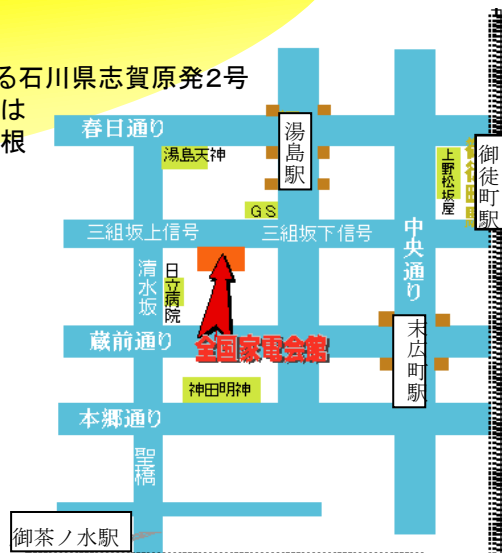 る石川県志賀原発2号
は
根
春日通り
湯島天神
湯島駅
御徒町駅
上野松坂屋
GS
三組坂上信号
三組坂下信号
中央通り
清水坂
日立病院
蔵前通り
全国家電会館
末広町駅
神田明神
本郷通り
聖橋
御茶ノ水駅